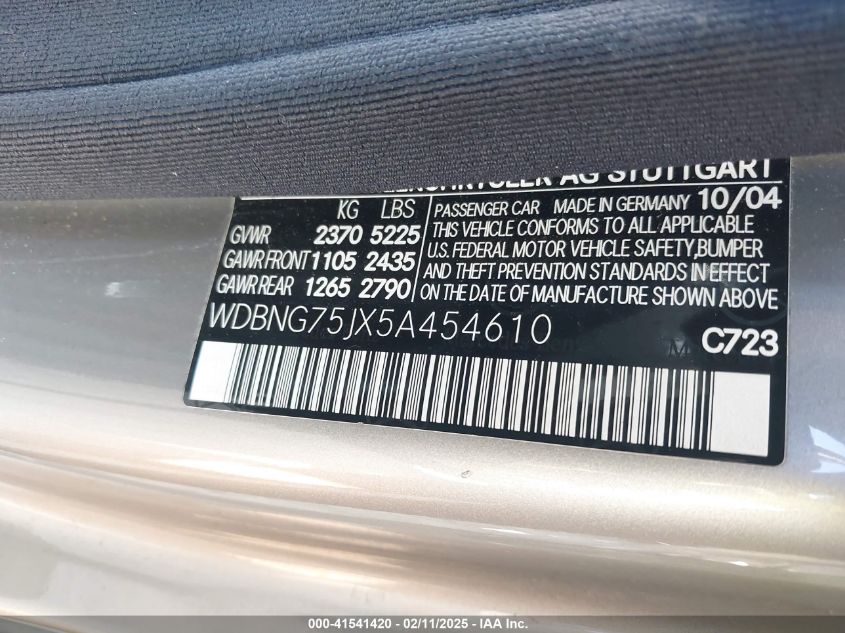 AG STUTTGART
KG LBS
GVWR 2370 5225
GAWR FRONT 1105 2435
GAWR REAR 1265 2790
PASSENGER CAR MADE IN GERMANY 10/04
THIS VEHICLE CONFORMS TO ALL APPLICABLE
U.S. FEDERAL MOTOR VEHICLE SAFETY,BUMPER
AND THEFT PREVENTION STANDARDS IN EFFECT
ON THE DATE OF MANUFACTURE SHOWN ABOVE
WDBNG75JX5A454610
M C723
000-41541420 - 02/11/2025 - IAA Inc.